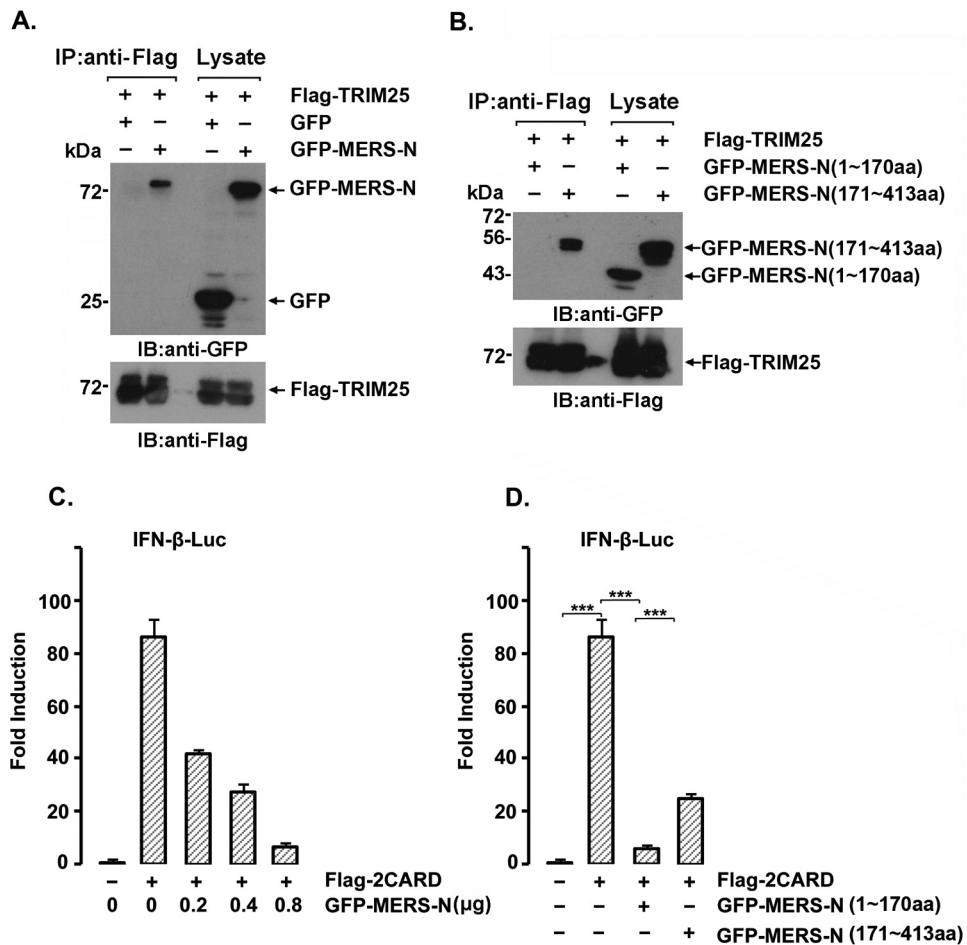 A.
IP:anti-Flag Lysate
+ + + + Flag-TRIM25
+ – + – GFP
– + – + GFP-MERS-N
kDa
72- GFP-MERS-N
25- GFP
IB:anti-GFP
72- Flag-TRIM25
IB:anti-Flag
B.
IP:anti-Flag Lysate
+ + + + Flag-TRIM25
+ – + – GFP-MERS-N(1~170aa)
– + – + GFP-MERS-N(171~413aa)
kDa
72-
56-
GFP-MERS-N(171~413aa)
43- GFP-MERS-N(1~170aa)
IB:anti-GFP
72- Flag-TRIM25
IB:anti-Flag
C.
IFN-β-Luc
Fold Induction
100
80
60
40
20
0
– + + + + Flag-2CARD
0 0 0.2 0.4 0.8 GFP-MERS-N(µg)
D.
IFN-β-Luc
*** *** ***
Fold Induction
100
80
60
40
20
0
– + + + Flag-2CARD
– – + – GFP-MERS-N (1~170aa)
– – – + GFP-MERS-N (171~413aa)